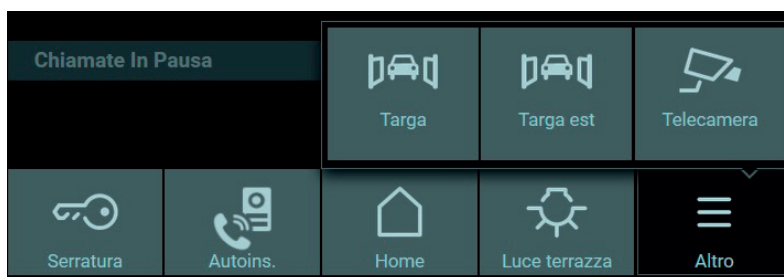 Chiamate In Pausa
Targa
Targa est
Telecamera
Serratura
Autoins.
Home
Luce terrazza
Altro